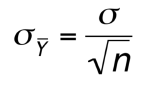 σ_Ȳ = σ / √n